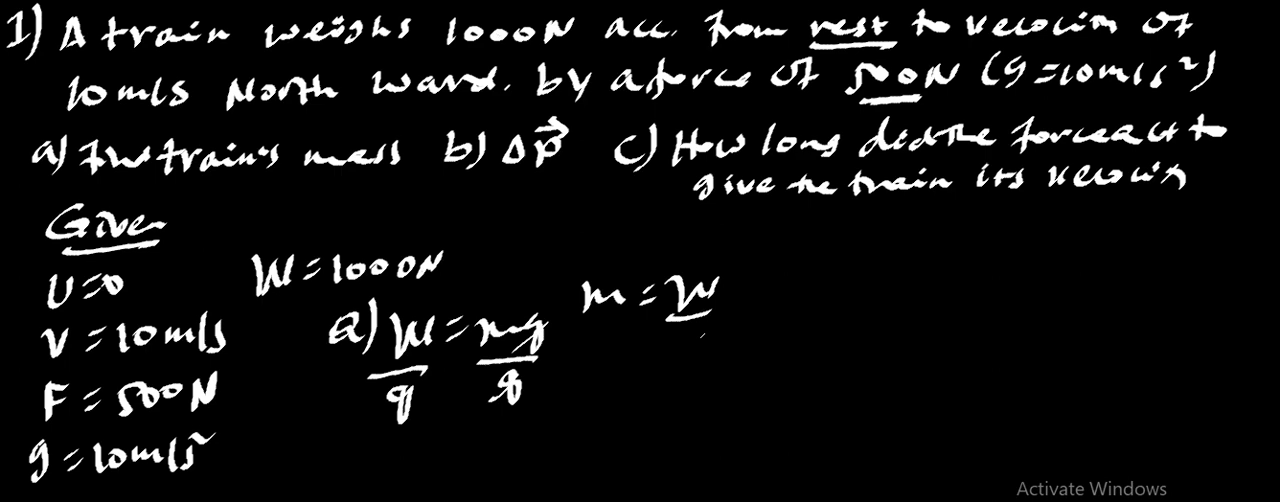 1) A train weighs 1000N acc. from rest to velocity of
10 m/s North ward. by a force of 500N (g=10m/s²)
a) the train's mass b) Δp⃗ c) How long did the force act to
give the train its velocity
Given
U=0 W=1000N
V=10m/s a) W/g = mg/g m=W
F=500N
g=10m/s²
Activate Windows